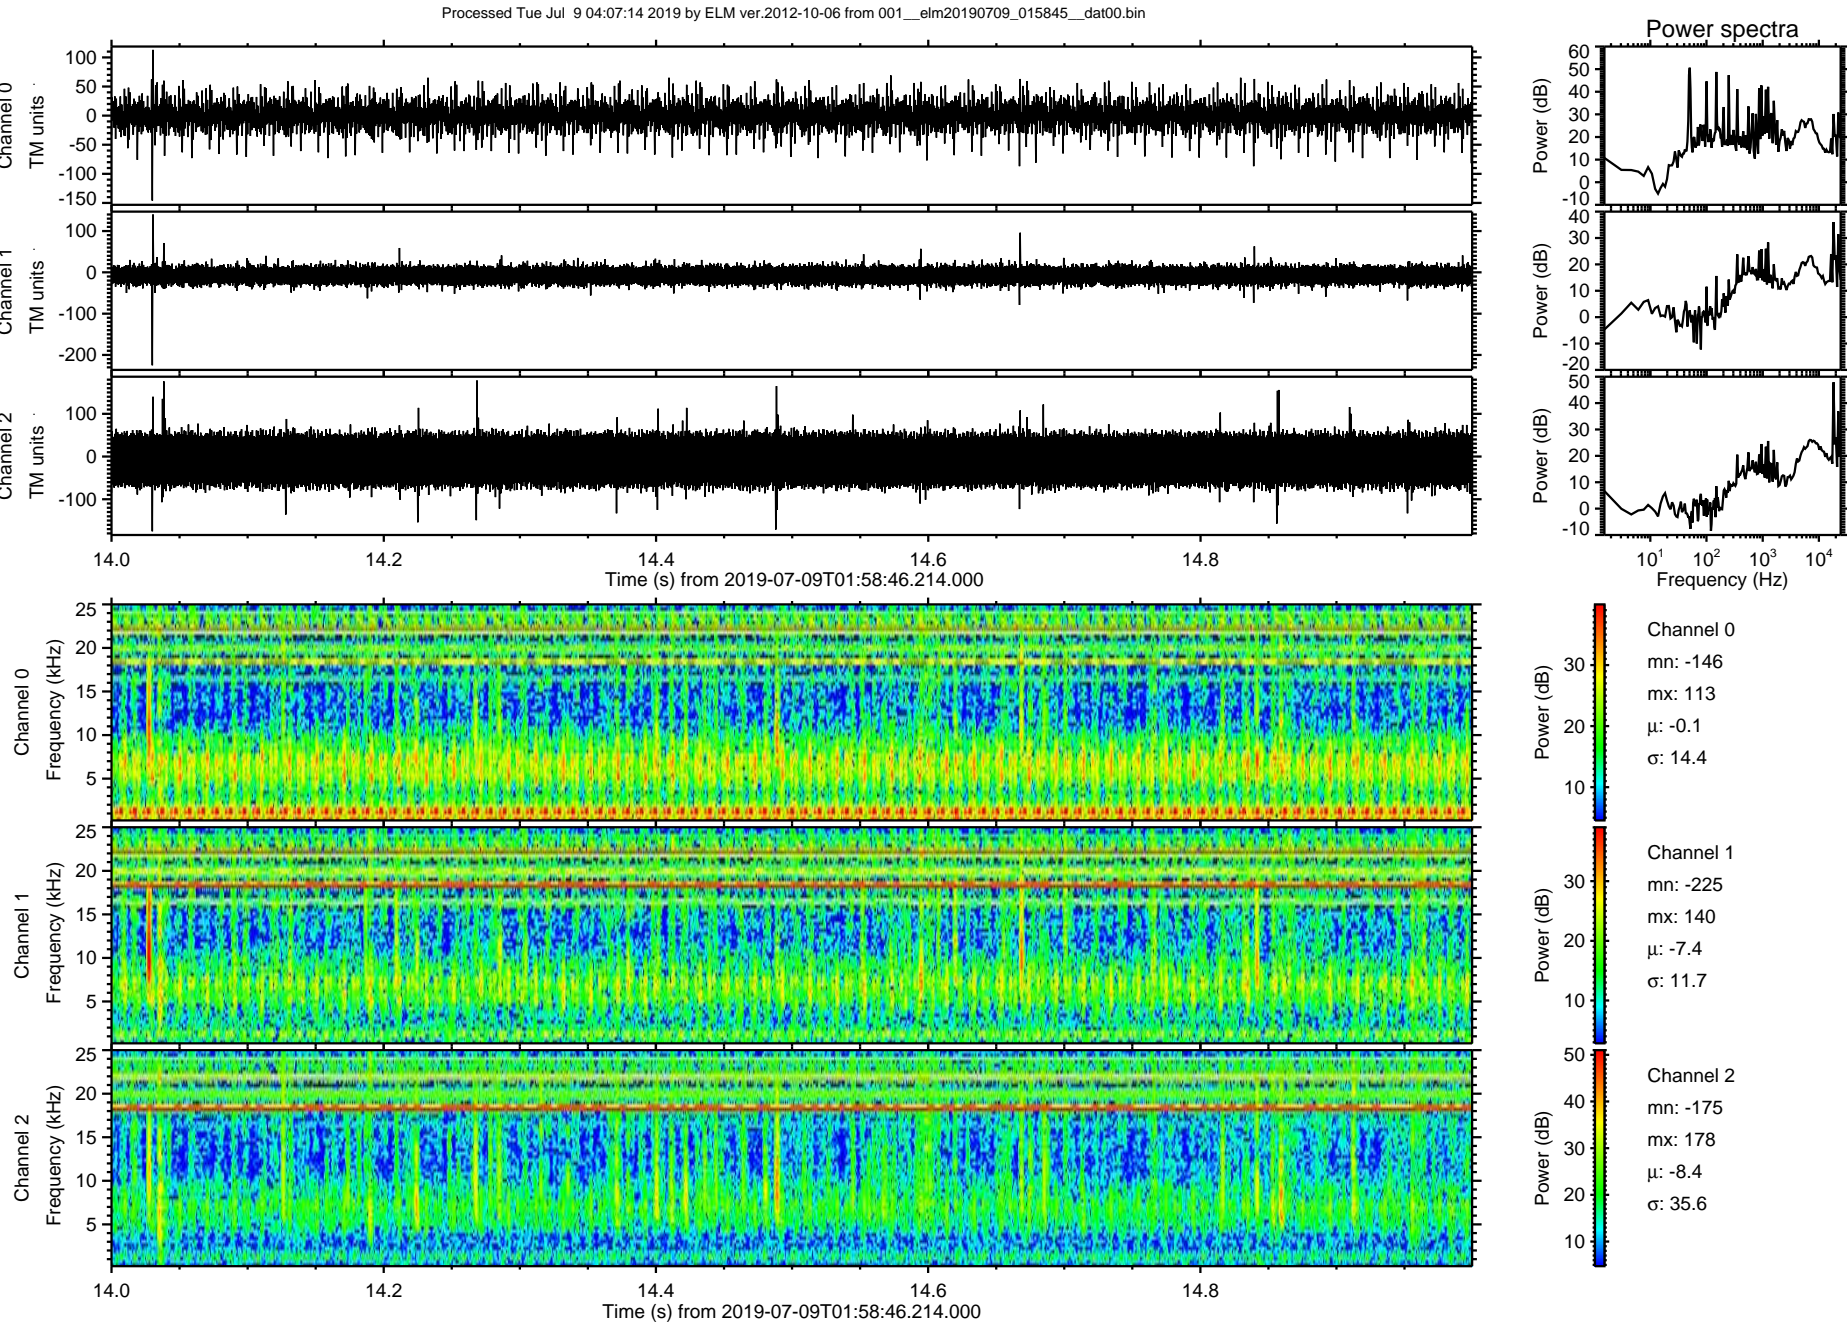 Processed Tue Jul 9 04:07:14 2019 by ELM ver.2012-10-06 from 001__elm20190709_015845__dat00.bin
Power spectra
Channel 0
TM units
100
50
0
-50
-100
-150
Power (dB)
60
50
40
30
20
10
0
-10
Channel 1
TM units
100
0
-100
-200
Power (dB)
40
30
20
10
0
-10
-20
Channel 2
TM units
100
0
-100
Power (dB)
50
40
30
20
10
0
-10
14.0 14.2 14.4 14.6 14.8
Time (s) from 2019-07-09T01:58:46.214.000
10^1 10^2 10^3 10^4
Frequency (Hz)
Channel 0
Frequency (kHz)
25
20
15
10
5
Power (dB)
30
20
10
Channel 0
mn: -146
mx: 113
μ: -0.1
σ: 14.4
Channel 1
Frequency (kHz)
25
20
15
10
5
Power (dB)
30
20
10
Channel 1
mn: -225
mx: 140
μ: -7.4
σ: 11.7
Channel 2
Frequency (kHz)
25
20
15
10
5
Power (dB)
50
40
30
20
10
Channel 2
mn: -175
mx: 178
μ: -8.4
σ: 35.6
14.0 14.2 14.4 14.6 14.8
Time (s) from 2019-07-09T01:58:46.214.000